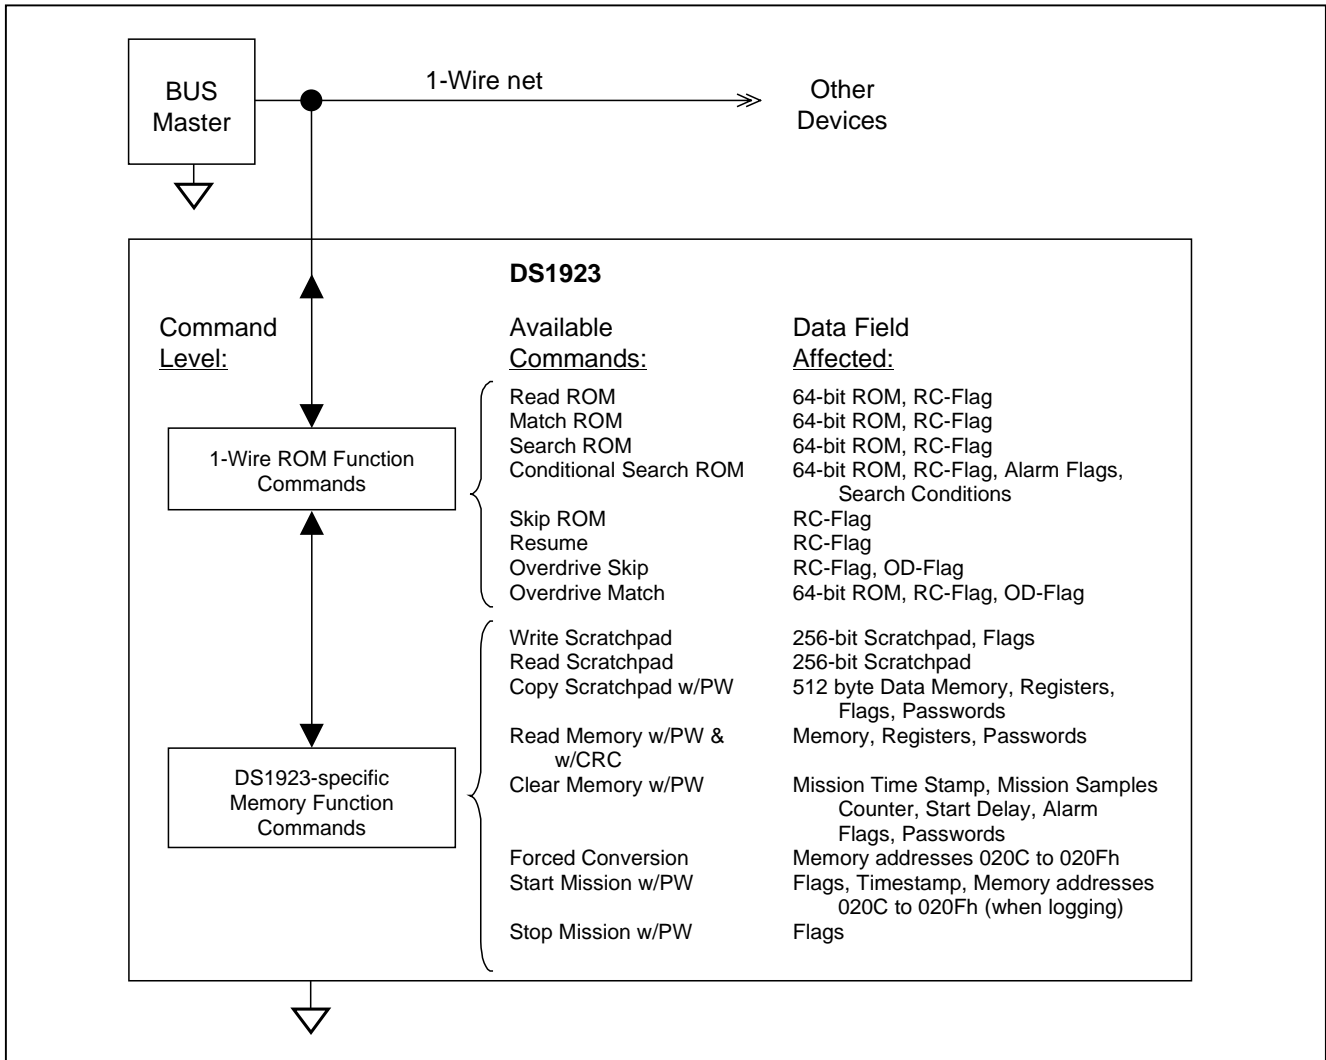 BUS
Master
1-Wire net
Other
Devices
DS1923
Command
Level:
Available
Commands:
Data Field
Affected:
1-Wire ROM Function
Commands
Read ROM 64-bit ROM, RC-Flag
Match ROM 64-bit ROM, RC-Flag
Search ROM 64-bit ROM, RC-Flag
Conditional Search ROM 64-bit ROM, RC-Flag, Alarm Flags,
Search Conditions
Skip ROM RC-Flag
Resume RC-Flag
Overdrive Skip RC-Flag, OD-Flag
Overdrive Match 64-bit ROM, RC-Flag, OD-Flag
DS1923-specific
Memory Function
Commands
Write Scratchpad 256-bit Scratchpad, Flags
Read Scratchpad 256-bit Scratchpad
Copy Scratchpad w/PW 512 byte Data Memory, Registers,
Flags, Passwords
Read Memory w/PW & Memory, Registers, Passwords
w/CRC
Clear Memory w/PW Mission Time Stamp, Mission Samples
Counter, Start Delay, Alarm
Flags, Passwords
Forced Conversion Memory addresses 020C to 020Fh
Start Mission w/PW Flags, Timestamp, Memory addresses
020C to 020Fh (when logging)
Stop Mission w/PW Flags